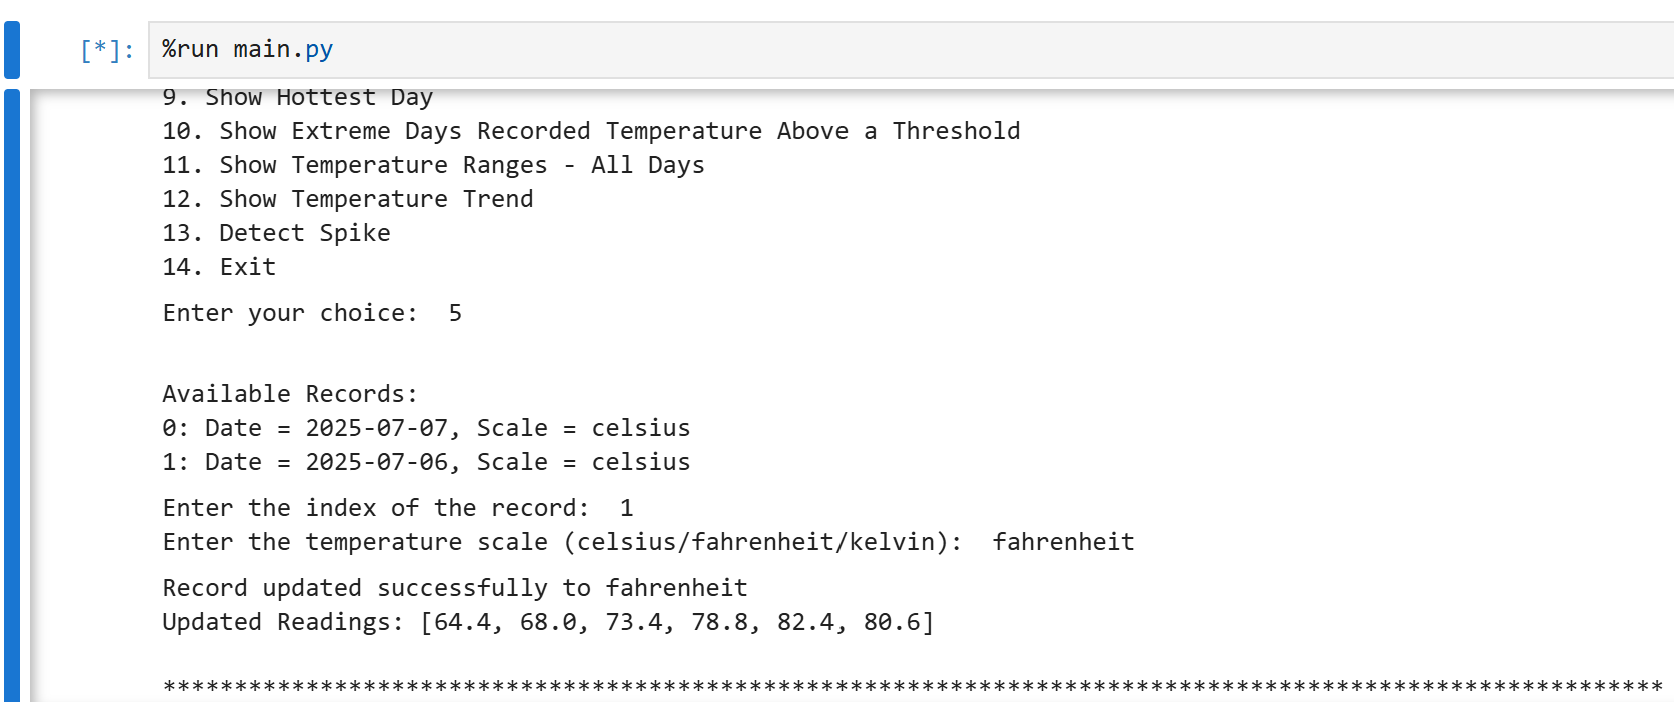 [*]: %run main.py
9. Show Hottest Day
10. Show Extreme Days Recorded Temperature Above a Threshold
11. Show Temperature Ranges - All Days
12. Show Temperature Trend
13. Detect Spike
14. Exit
Enter your choice:  5
Available Records:
0: Date = 2025-07-07, Scale = celsius
1: Date = 2025-07-06, Scale = celsius
Enter the index of the record:  1
Enter the temperature scale (celsius/fahrenheit/kelvin):  fahrenheit
Record updated successfully to fahrenheit
Updated Readings: [64.4, 68.0, 73.4, 78.8, 82.4, 80.6]
*********************************************************************************************************